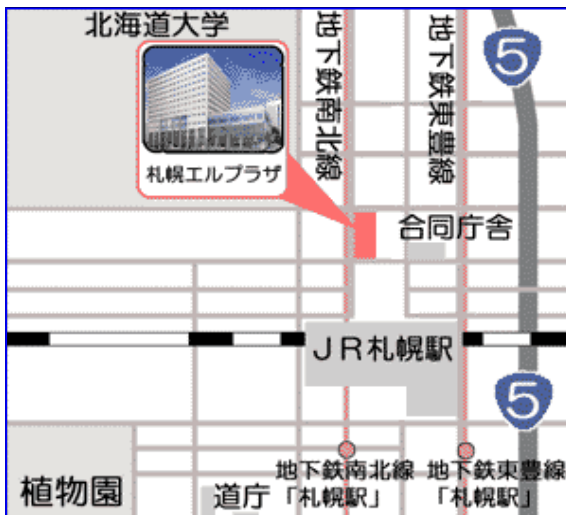 北海道大学
地下鉄南北線
地下鉄東豊線
5
札幌エルプラザ
合同庁舎
JR札幌駅
5
地下鉄南北線
「札幌駅」
地下鉄東豊線
「札幌駅」
植物園
道庁